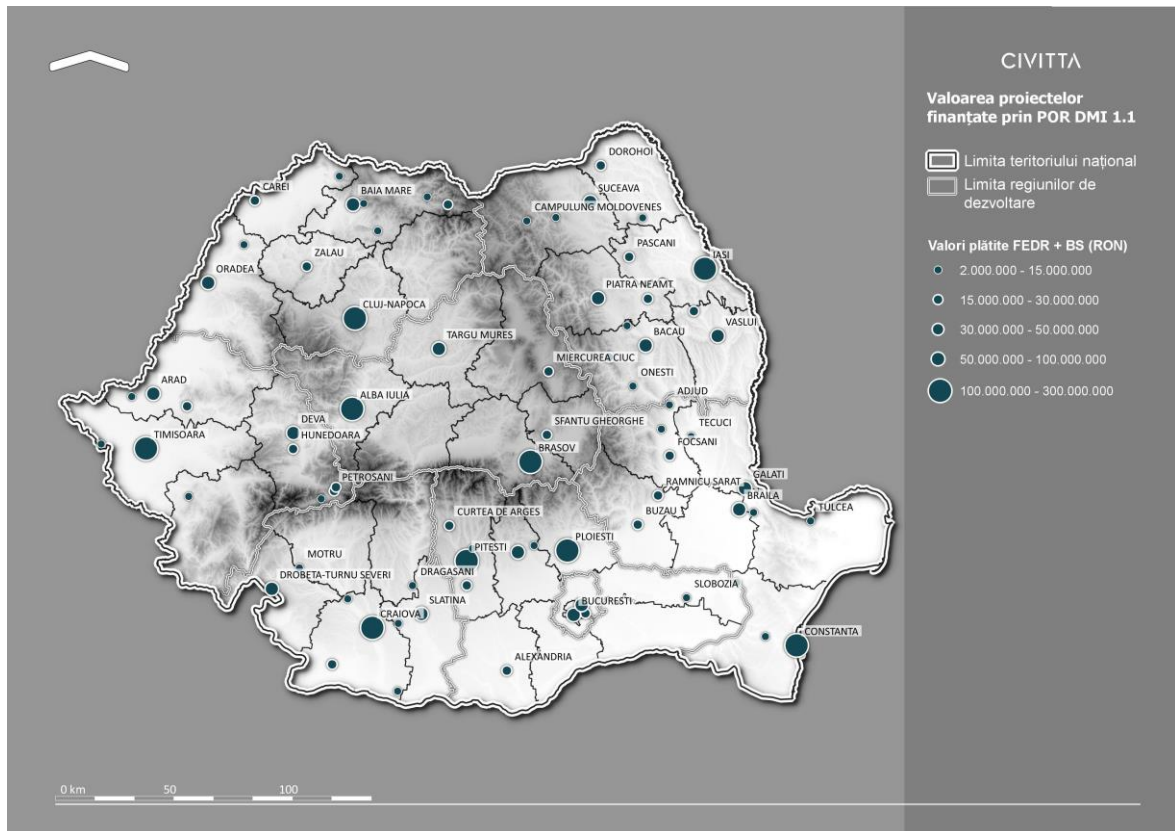 CIVITTA
Valoarea proiectelor
finanțate prin POR DMI 1.1
Limita teritoriului național
Limita regiunilor de
dezvoltare
Valori plătite FEDR + BS (RON)
2.000.000 - 15.000.000
15.000.000 - 30.000.000
30.000.000 - 50.000.000
50.000.000 - 100.000.000
100.000.000 - 300.000.000
DOROHOI
CAREI
BAIA MARE
SUCEAVA
CAMPULUNG MOLDOVENES
ZALAU
PASCANI
IASI
ORADEA
PIATRA NEAMT
CLUJ-NAPOCA
VASLUI
TARGU MURES
BACAU
MIERCUREA CIUC
ONESTI
ARAD
ALBA IULIA
ADJUD
DEVA
SFANTU GHEORGHE
TECUCI
HUNEDOARA
TIMISOARA
BRASOV
FOCSANI
PETROSANI
GALATI
RAMNICU SARAT
BRAILA
CURTEA DE ARGES
BUZAU
TULCEA
PLOIESTI
PITESTI
MOTRU
DRAGASANI
DROBETA-TURNU SEVERI
SLOBOZIA
SLATINA
BUCURESTI
CRAIOVA
CONSTANTA
ALEXANDRIA
0 km 50 100